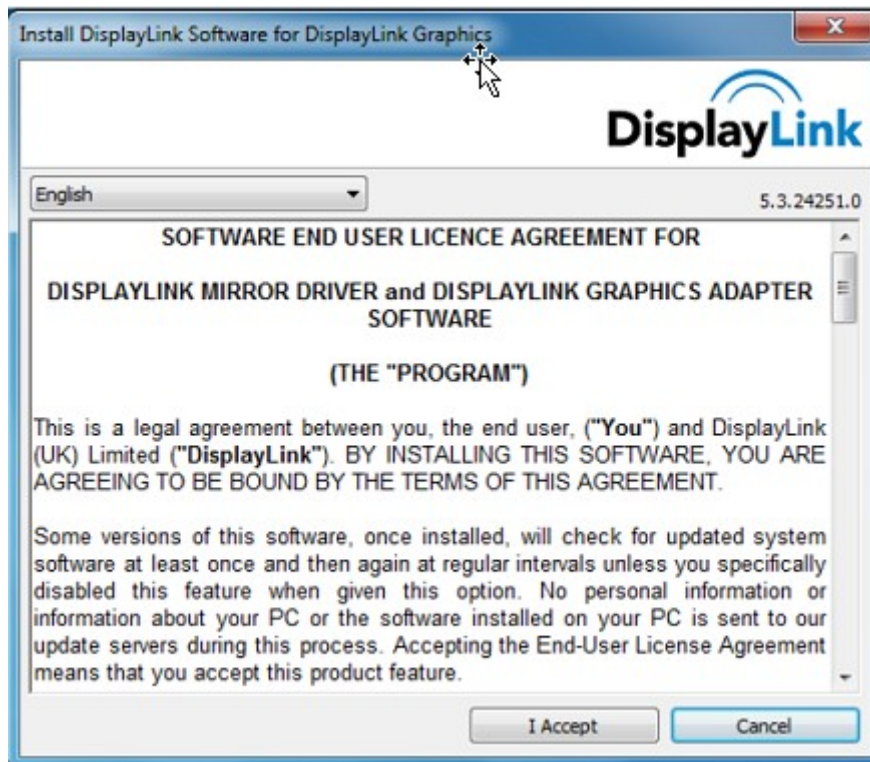 Install DisplayLink Software for DisplayLink Graphics
DisplayLink
English
5.3.24251.0
SOFTWARE END USER LICENCE AGREEMENT FOR
DISPLAYLINK MIRROR DRIVER and DISPLAYLINK GRAPHICS ADAPTER
SOFTWARE
(THE "PROGRAM")
This is a legal agreement between you, the end user, ("You") and DisplayLink
(UK) Limited ("DisplayLink"). BY INSTALLING THIS SOFTWARE, YOU ARE
AGREEING TO BE BOUND BY THE TERMS OF THIS AGREEMENT.
Some versions of this software, once installed, will check for updated system
software at least once and then again at regular intervals unless you specifically
disabled this feature when given this option. No personal information or
information about your PC or the software installed on your PC is sent to our
update servers during this process. Accepting the End-User License Agreement
means that you accept this product feature.
I Accept
Cancel